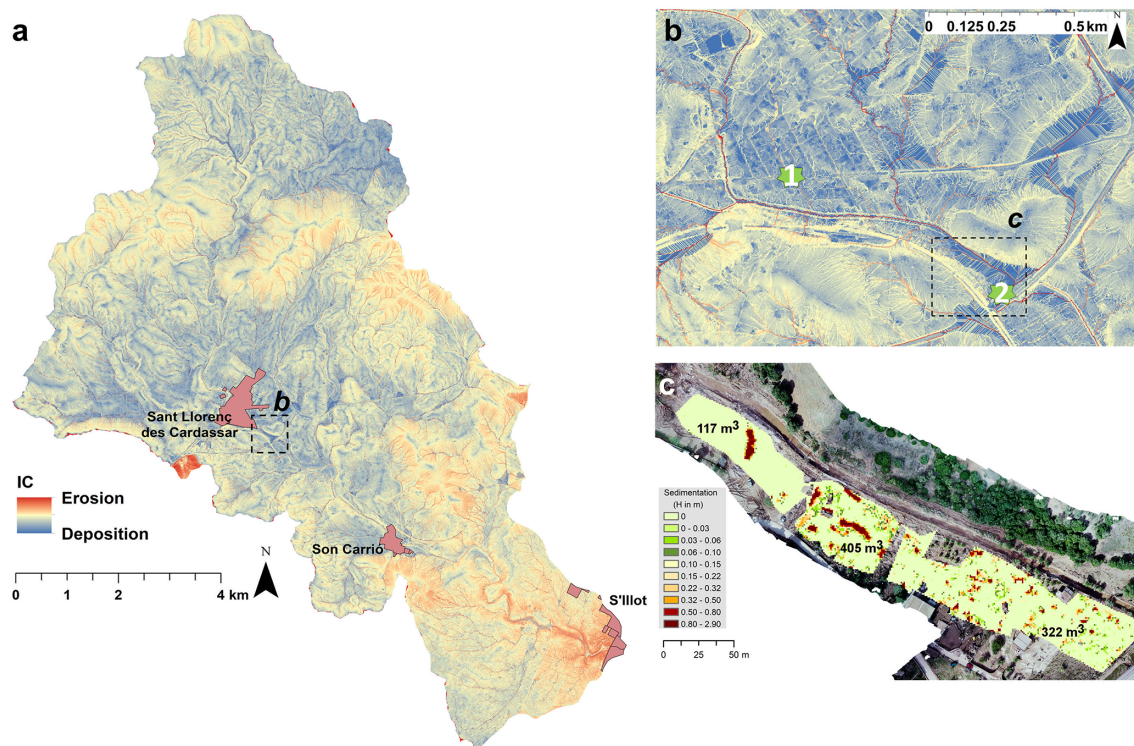 a
Sant Llorenç
des Cardassar
b
IC
Erosion
Deposition
Son Carrió
N
S'Illot
0 1 2 4 km
b
0 0.125 0.25 0.5 km
N
1
c
2
c
117 m3
405 m3
322 m3
Sedimentation
(H in m)
0
0 - 0.03
0.03 - 0.06
0.06 - 0.10
0.10 - 0.15
0.15 - 0.22
0.22 - 0.32
0.32 - 0.50
0.50 - 0.80
0.80 - 2.90
0 25 50 m